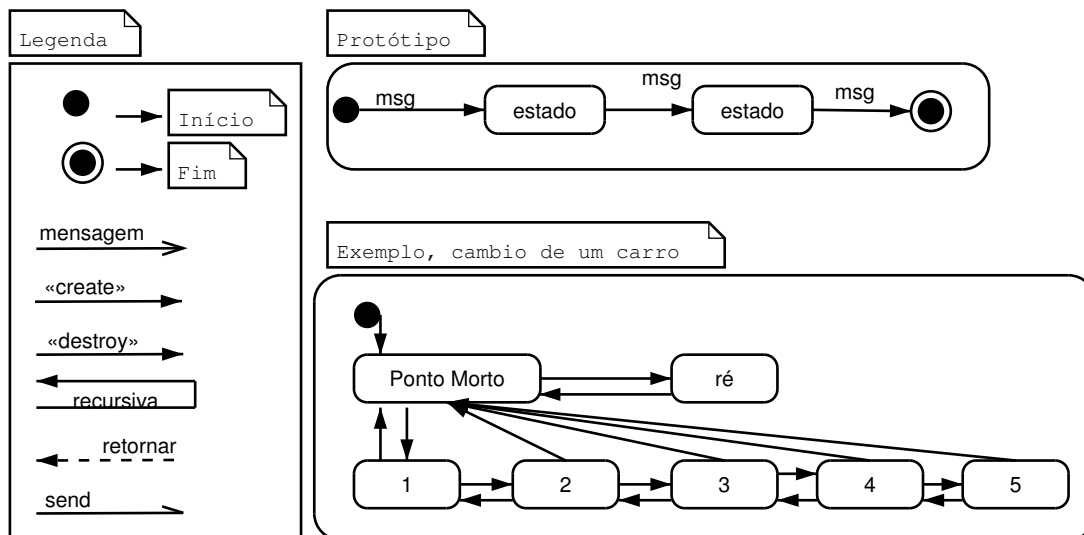 Legenda
Início
Fim
mensagem
«create»
«destroy»
recursiva
retornar
send
Protótipo
msg
estado
msg
estado
msg
Exemplo, cambio de um carro
Ponto Morto
ré
1
2
3
4
5